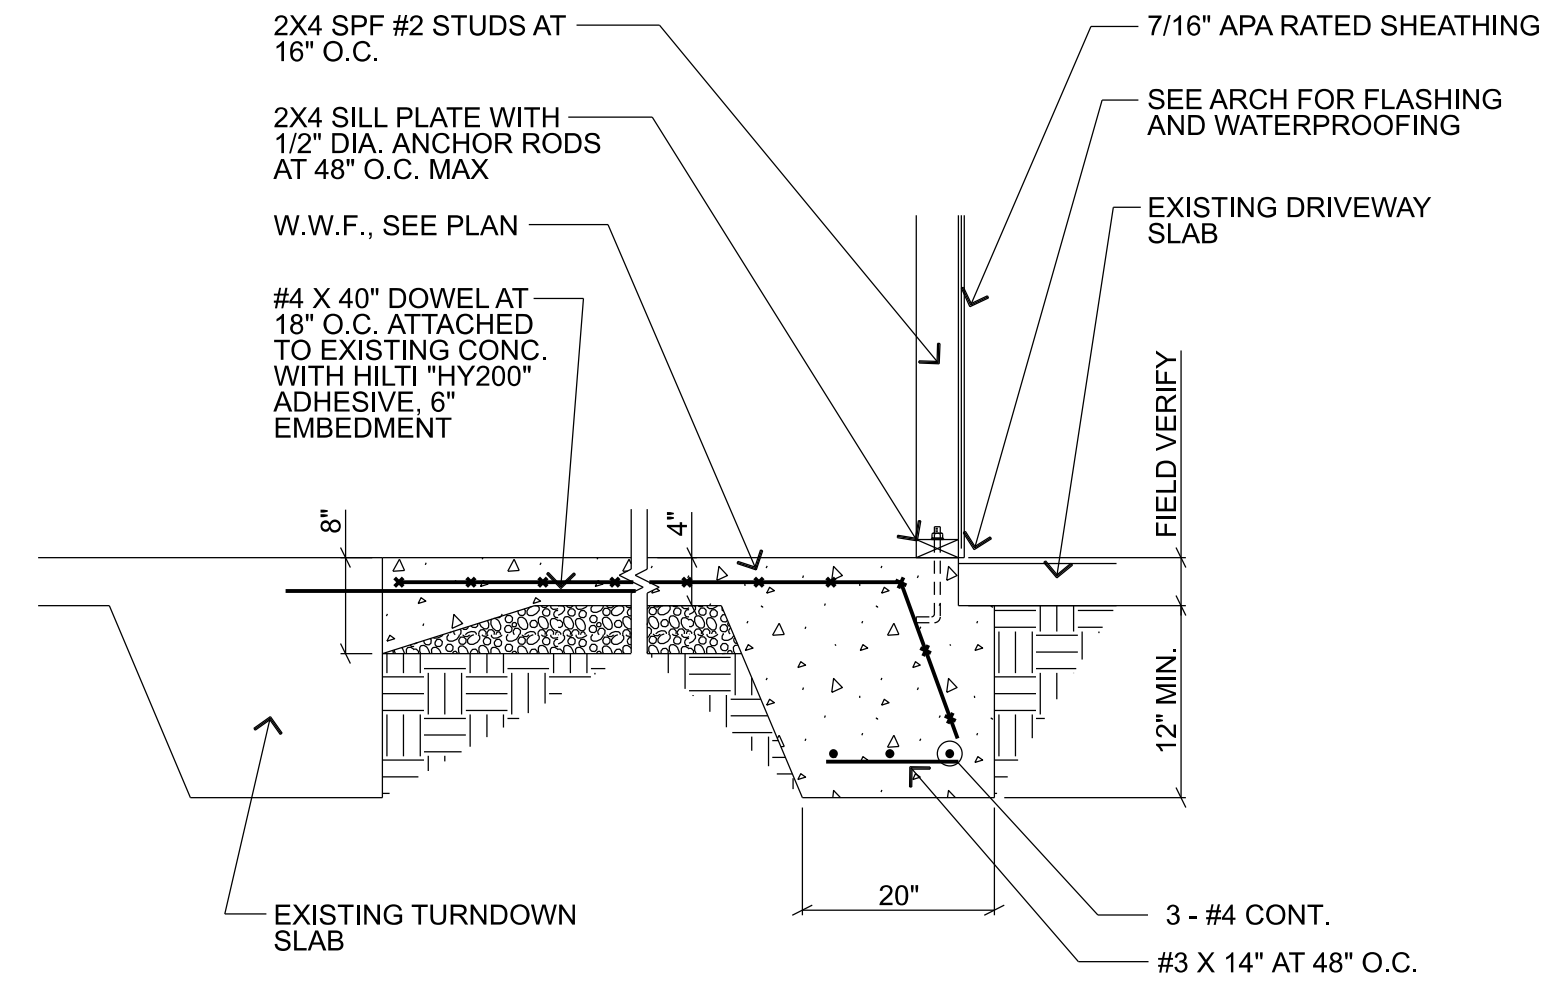 2X4 SPF #2 STUDS AT
16" O.C.
2X4 SILL PLATE WITH
1/2" DIA. ANCHOR RODS
AT 48" O.C. MAX
W.W.F., SEE PLAN
#4 X 40" DOWEL AT
18" O.C. ATTACHED
TO EXISTING CONC.
WITH HILTI "HY200"
ADHESIVE, 6"
EMBEDMENT
7/16" APA RATED SHEATHING
SEE ARCH FOR FLASHING
AND WATERPROOFING
EXISTING DRIVEWAY
SLAB
FIELD VERIFY
8"
4"
12" MIN.
20"
EXISTING TURNDOWN
SLAB
3 - #4 CONT.
#3 X 14" AT 48" O.C.